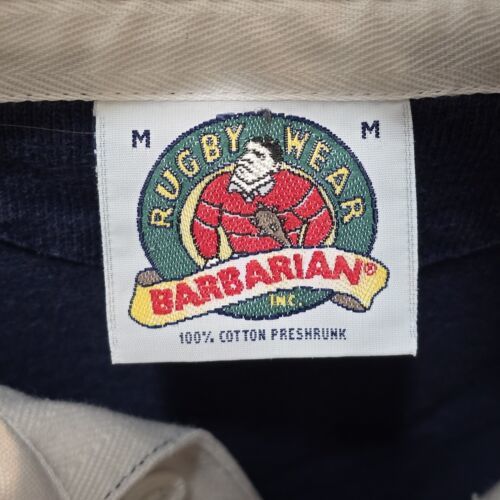 M M
RUGBY WEAR
BARBARIAN®
INC.
100% COTTON PRESHRUNK